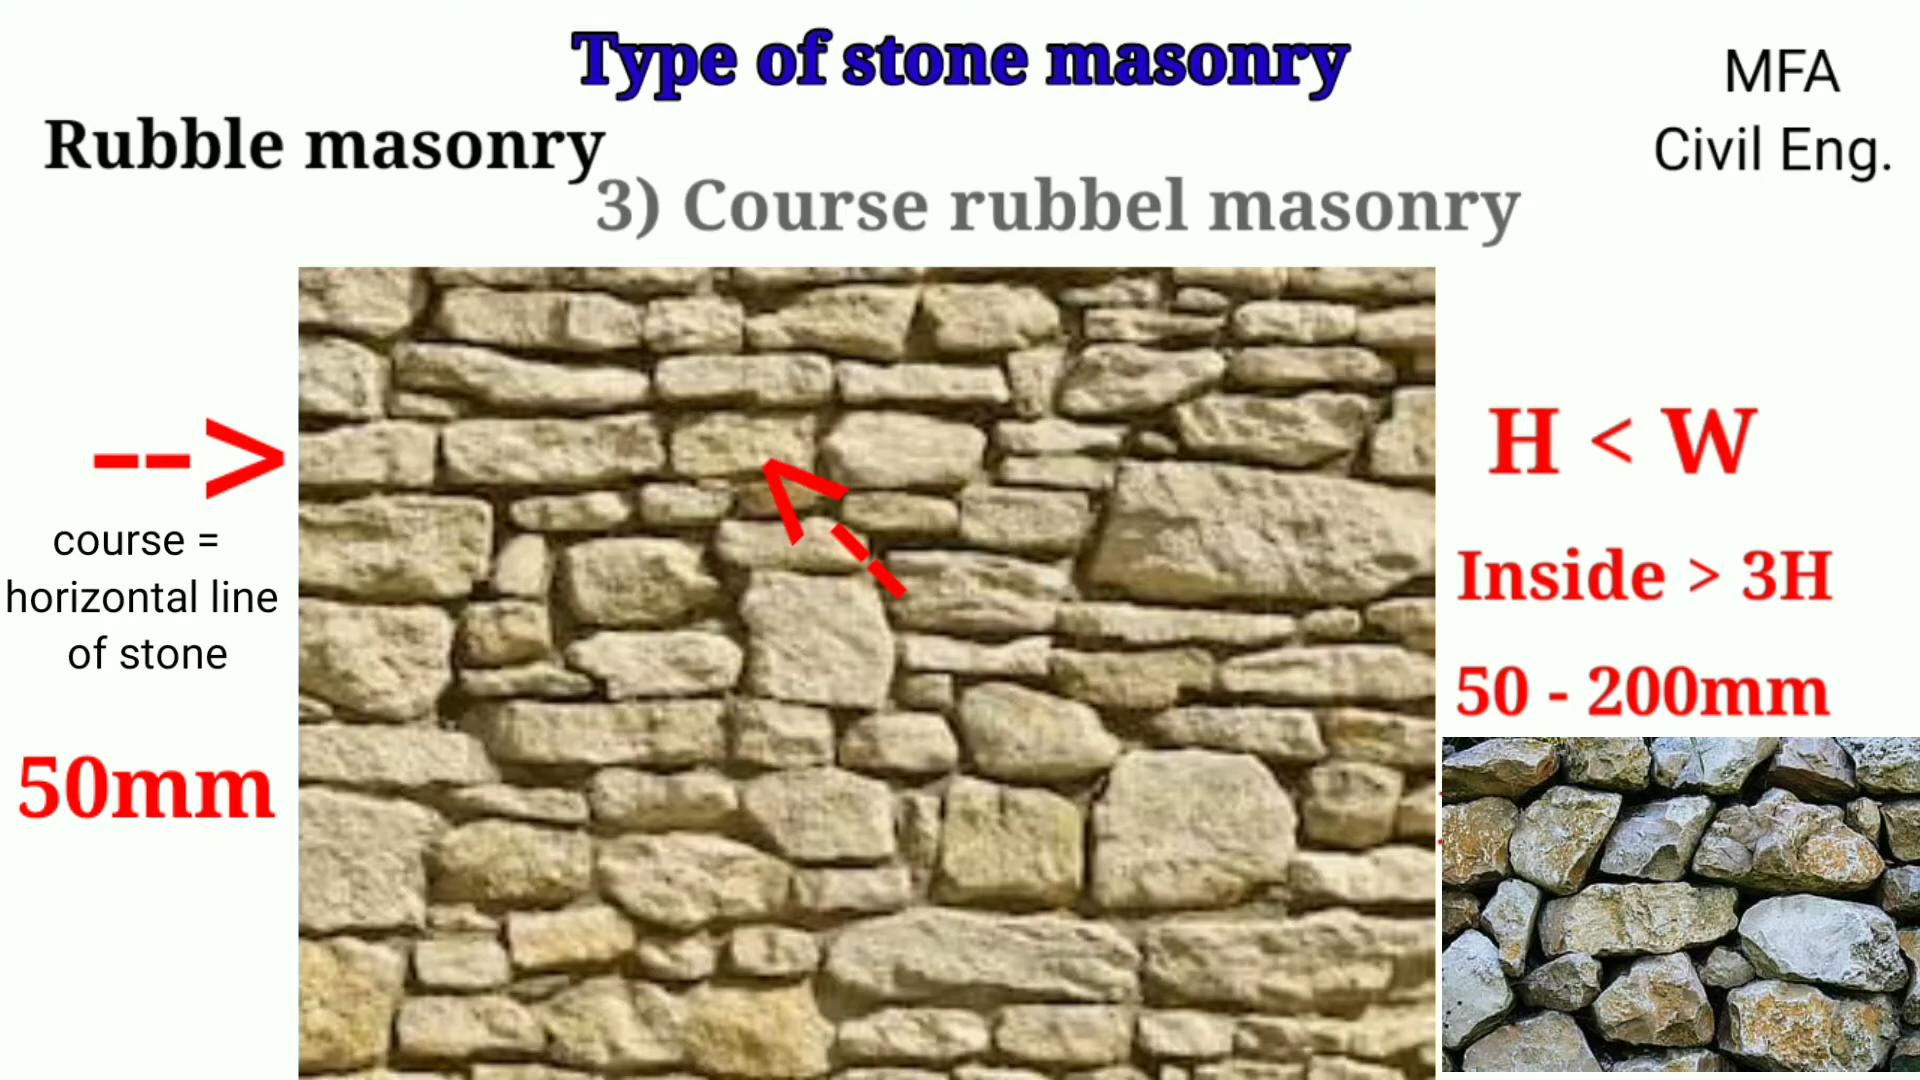 Type of stone masonry
MFA
Civil Eng.
Rubble masonry
3) Course rubbel masonry
-->
course =
horizontal line
of stone
50mm
H < W
Inside > 3H
50 - 200mm